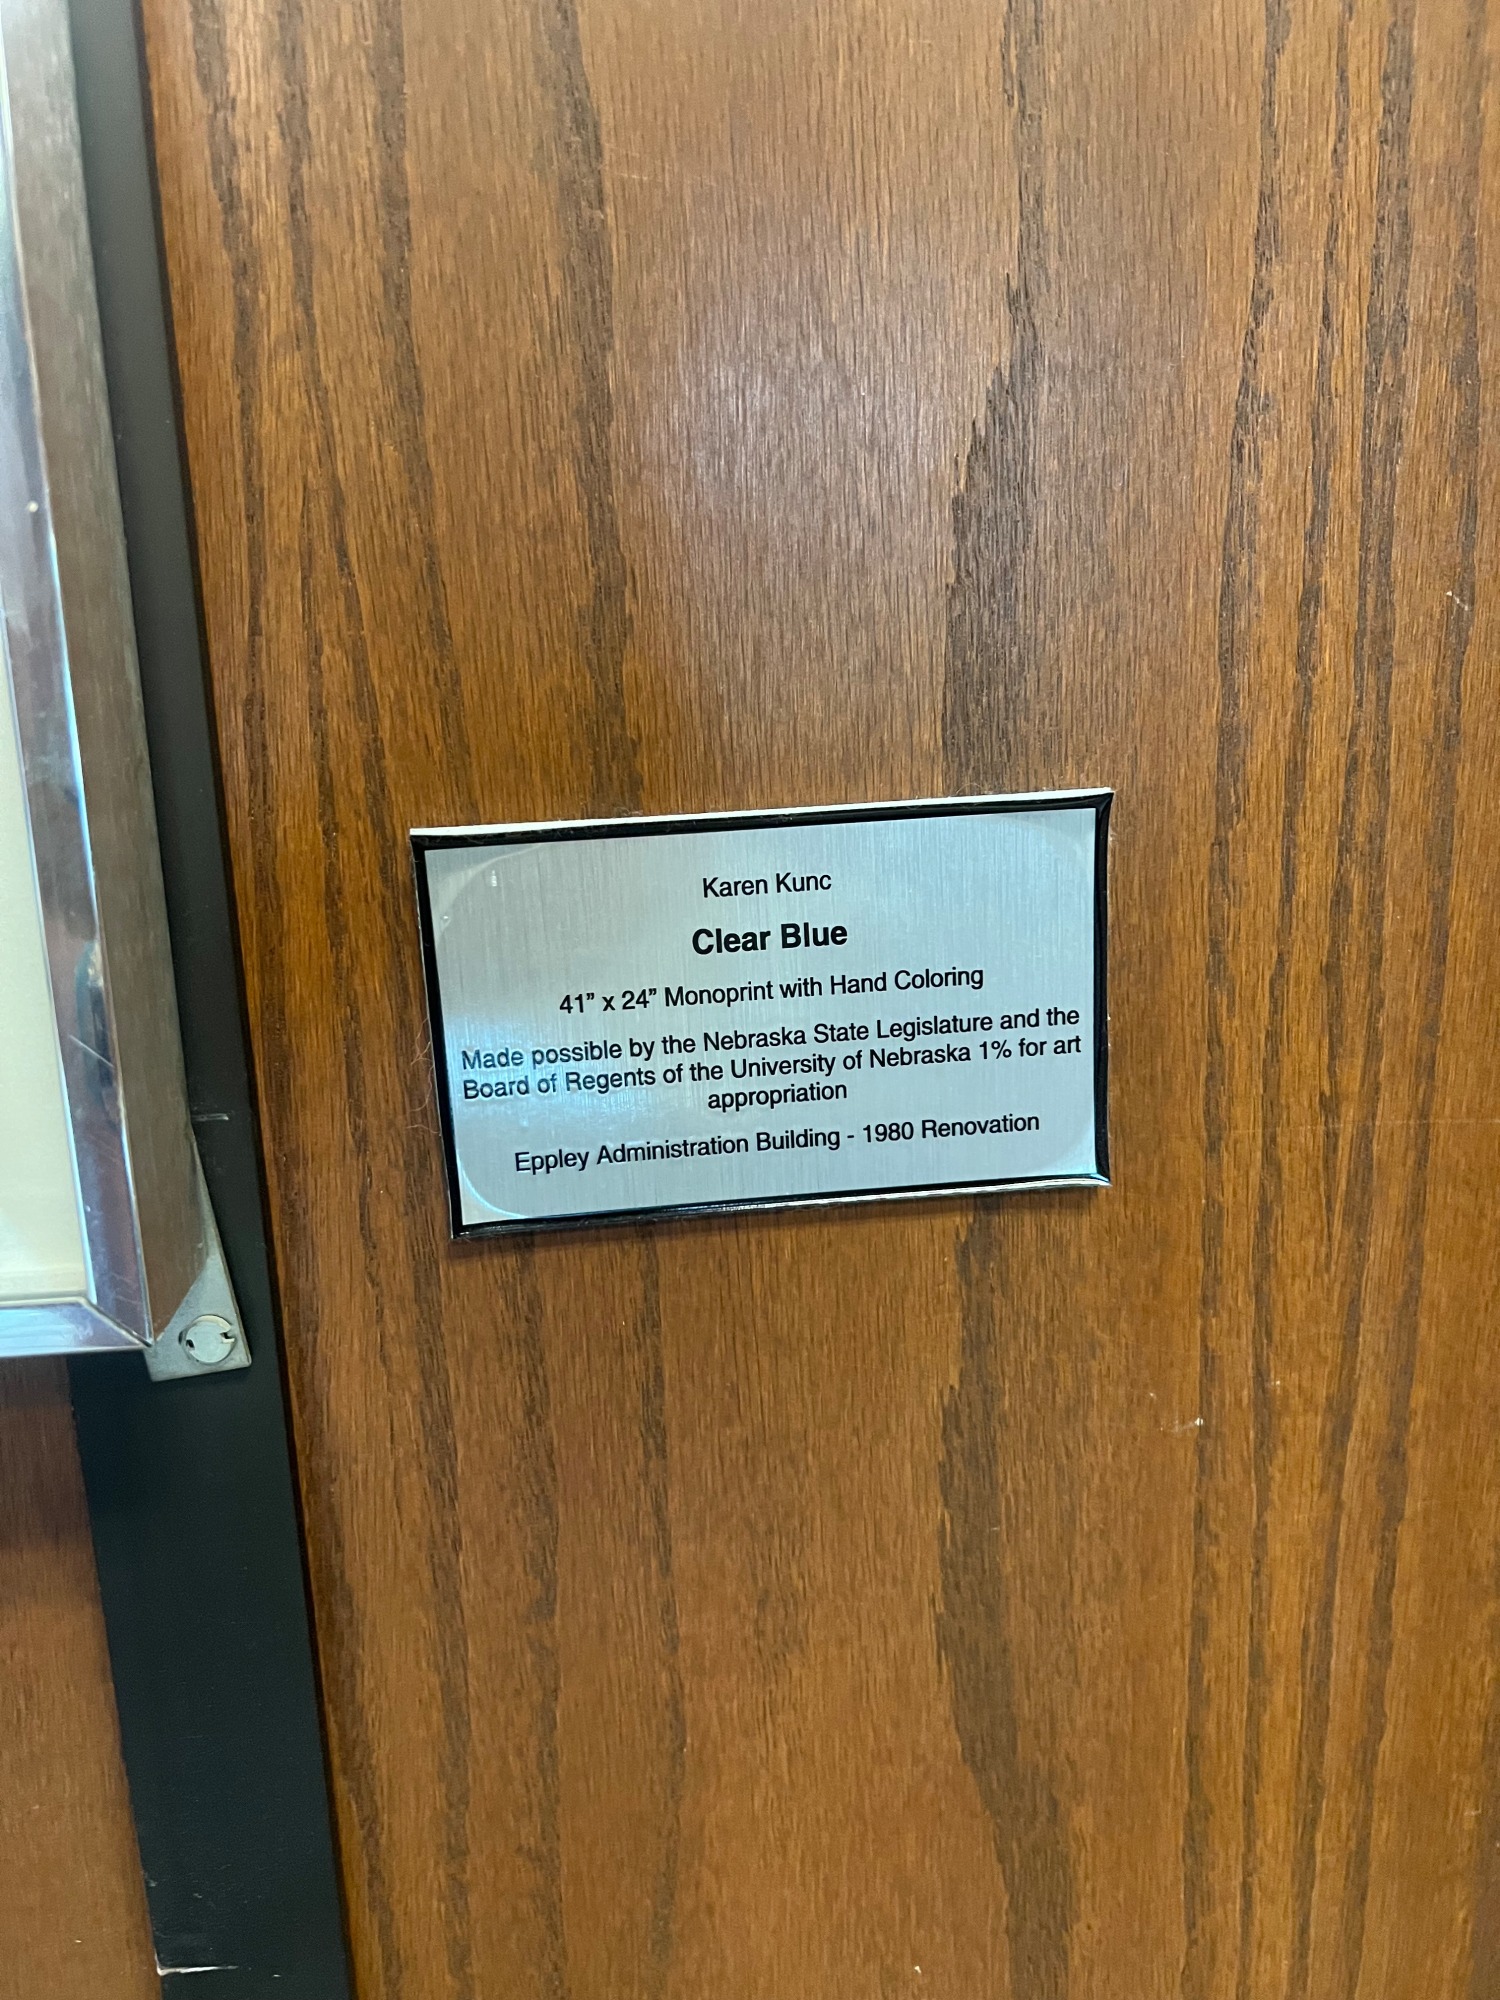 Karen Kunc
Clear Blue
41” x 24” Monoprint with Hand Coloring
Made possible by the Nebraska State Legislature and the
Board of Regents of the University of Nebraska 1% for art
appropriation
Eppley Administration Building - 1980 Renovation